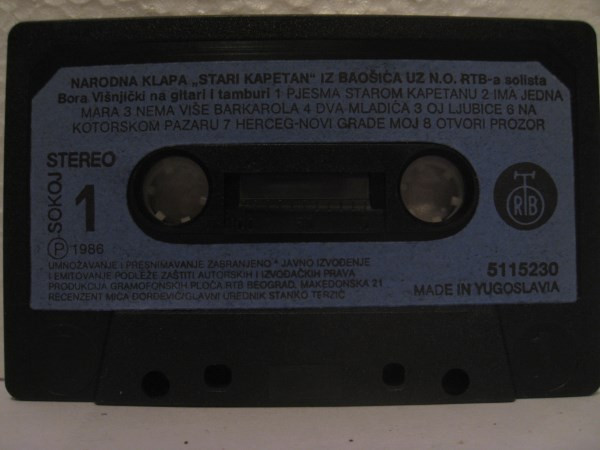 NARODNA KLAPA „STARI KAPETAN“ IZ BAOŠIĆA UZ N.O. RTB-a solista
Bora Višnjički na gitari i tamburi 1 PJESMA STAROM KAPETANU 2 IMA JEDNA
MARA 3 NEMA VIŠE BARKAROLA 4 DVA MLADIĆA 3 OJ LJUBICE 6 NA
KOTORSKOM PAZARU 7 HERCEG-NOVI GRADE MOJ 8 OTVORI PROZOR
STEREO
SOKOJ
1
P 1986
RTB
UMNOŽAVANJE I PRESNIMAVANJE ZABRANJENO * JAVNO IZVOĐENJE
I EMITOVANJE PODLEŽE ZAŠTITI AUTORSKIH I IZVOĐAČKIH PRAVA
PRODUKCIJA GRAMOFONSKIH PLOČA RTB BEOGRAD, MAKEDONSKA 21
RECENZENT MIĆA ĐORĐEVIĆ/GLAVNI UREDNIK STANKO TERZIĆ
5115230
MADE IN YUGOSLAVIA